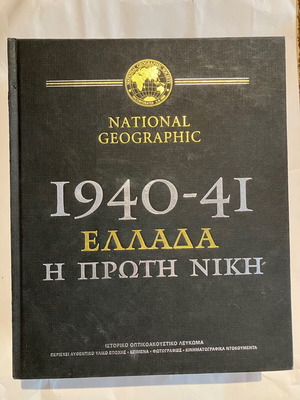 NATIONAL
GEOGRAPHIC
1940-41
ΕΛΛΑΔΑ
Η ΠΡΩΤΗ ΝΙΚΗ
ΙΣΤΟΡΙΚΟ ΟΠΤΙΚΟΑΚΟΥΣΤΙΚΟ ΛΕΥΚΩΜΑ
ΠΕΡΙΕΧΕΙ ΑΥΘΕΝΤΙΚΟ ΥΛΙΚΟ ΕΠΟΧΗΣ • ΚΕΙΜΕΝΑ • ΦΩΤΟΓΡΑΦΙΕΣ • ΚΙΝΗΜΑΤΟΓΡΑΦΙΚΑ ΝΤΟΚΟΥΜΕΝΤΑ